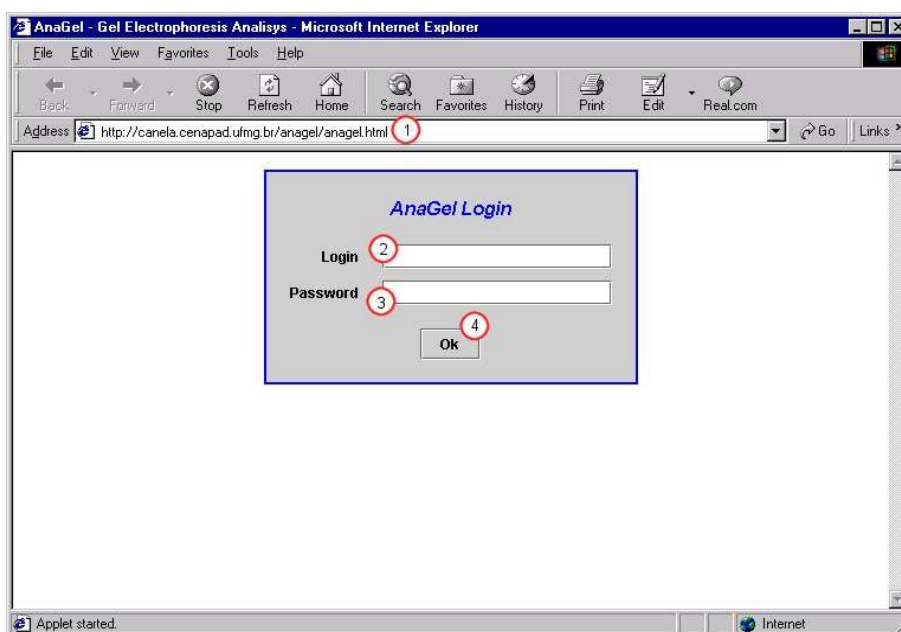 AnaGel - Gel Electrophoresis Analisys - Microsoft Internet Explorer
File Edit View Favorites Tools Help
Back Forward Stop Refresh Home Search Favorites History Print Edit Real.com
Address http://canela.cenapad.ufmg.br/anagel/anagel.html 1 Go Links »
AnaGel Login
Login 2
Password 3
4
Ok
Applet started. Internet